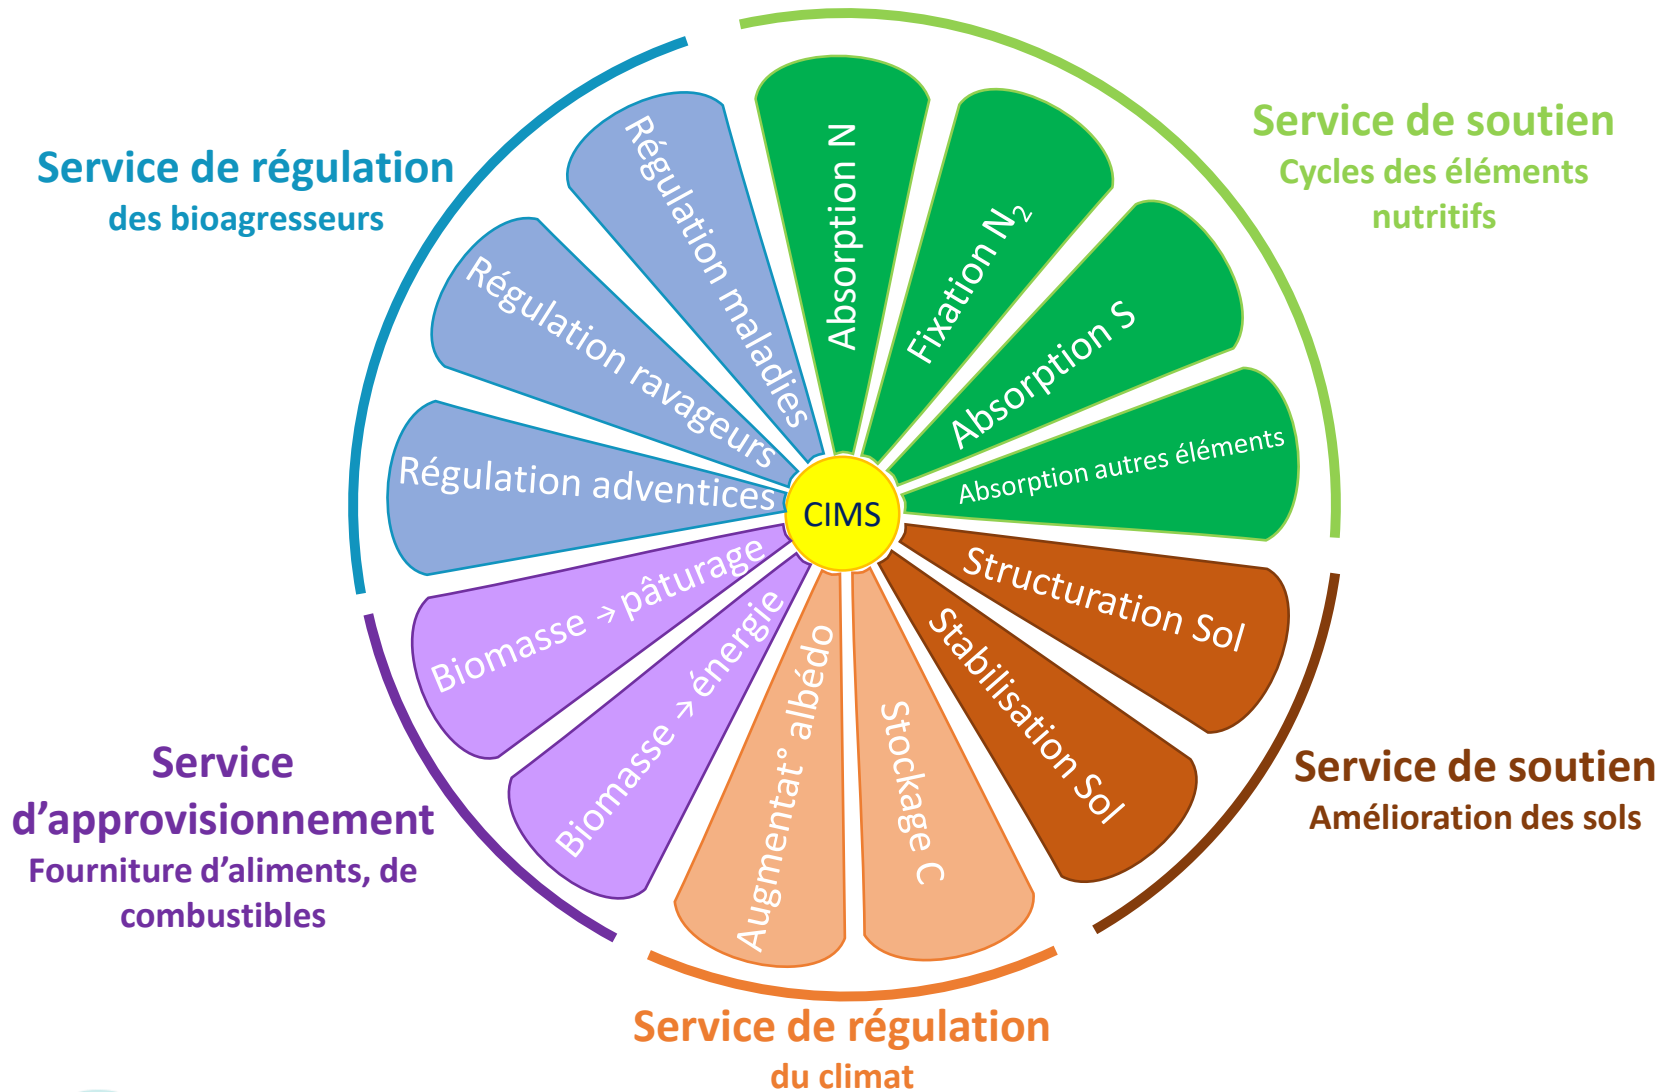 Service de soutien
Cycles des éléments
nutritifs
Absorption N
Fixation N₂
Absorption S
Absorption autres éléments
Service de soutien
Amélioration des sols
Structuration Sol
Stabilisation Sol
Service de régulation
du climat
Stockage C
Augmentat° albédo
Service
d’approvisionnement
Fourniture d’aliments, de
combustibles
Biomasse → énergie
Biomasse → pâturage
Service de régulation
des bioagresseurs
Régulation adventices
Régulation ravageurs
Régulation maladies
CIMS